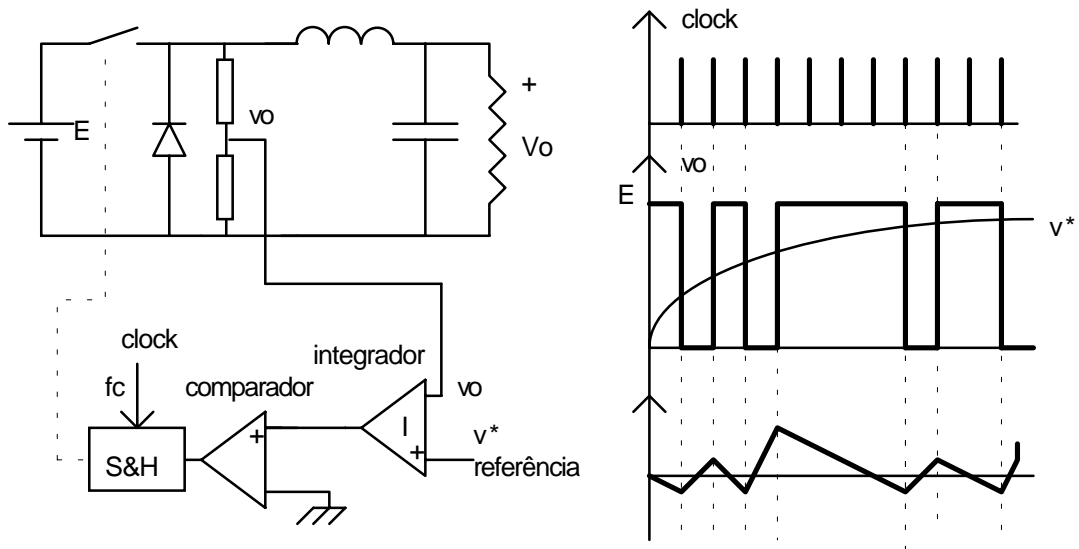 E
vo
+
Vo
clock
fc
S&H
comparador
+
integrador
I
+
vo
v*
referência
clock
E
vo
v*